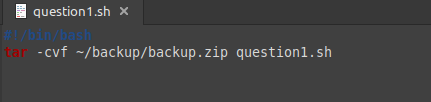 question1.sh ×
#!/bin/bash
tar -cvf ~/backup/backup.zip question1.sh